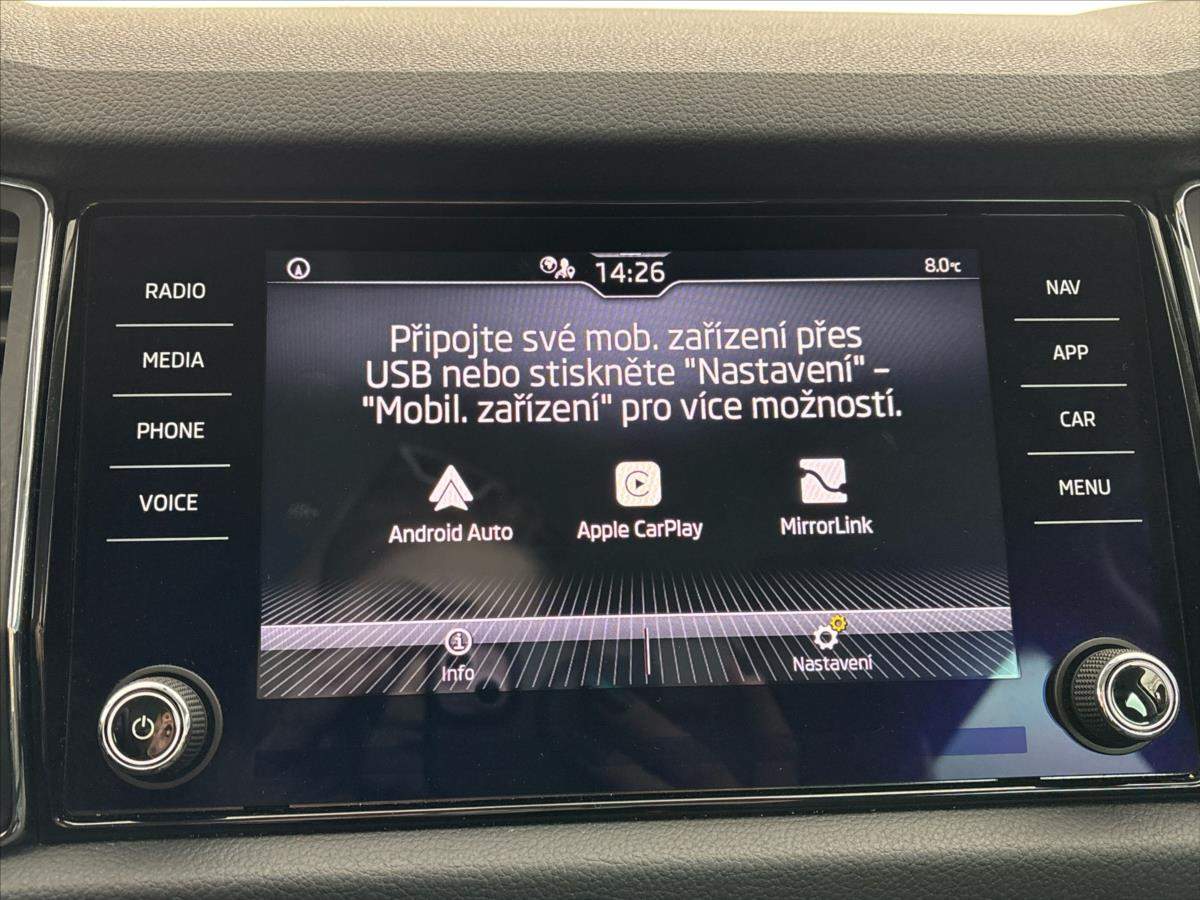 14:26
8.0°C
RADIO
MEDIA
PHONE
VOICE
Připojte své mob. zařízení přes
USB nebo stiskněte "Nastavení" –
"Mobil. zařízení" pro více možností.
Android Auto
Apple CarPlay
MirrorLink
Info
Nastavení
NAV
APP
CAR
MENU